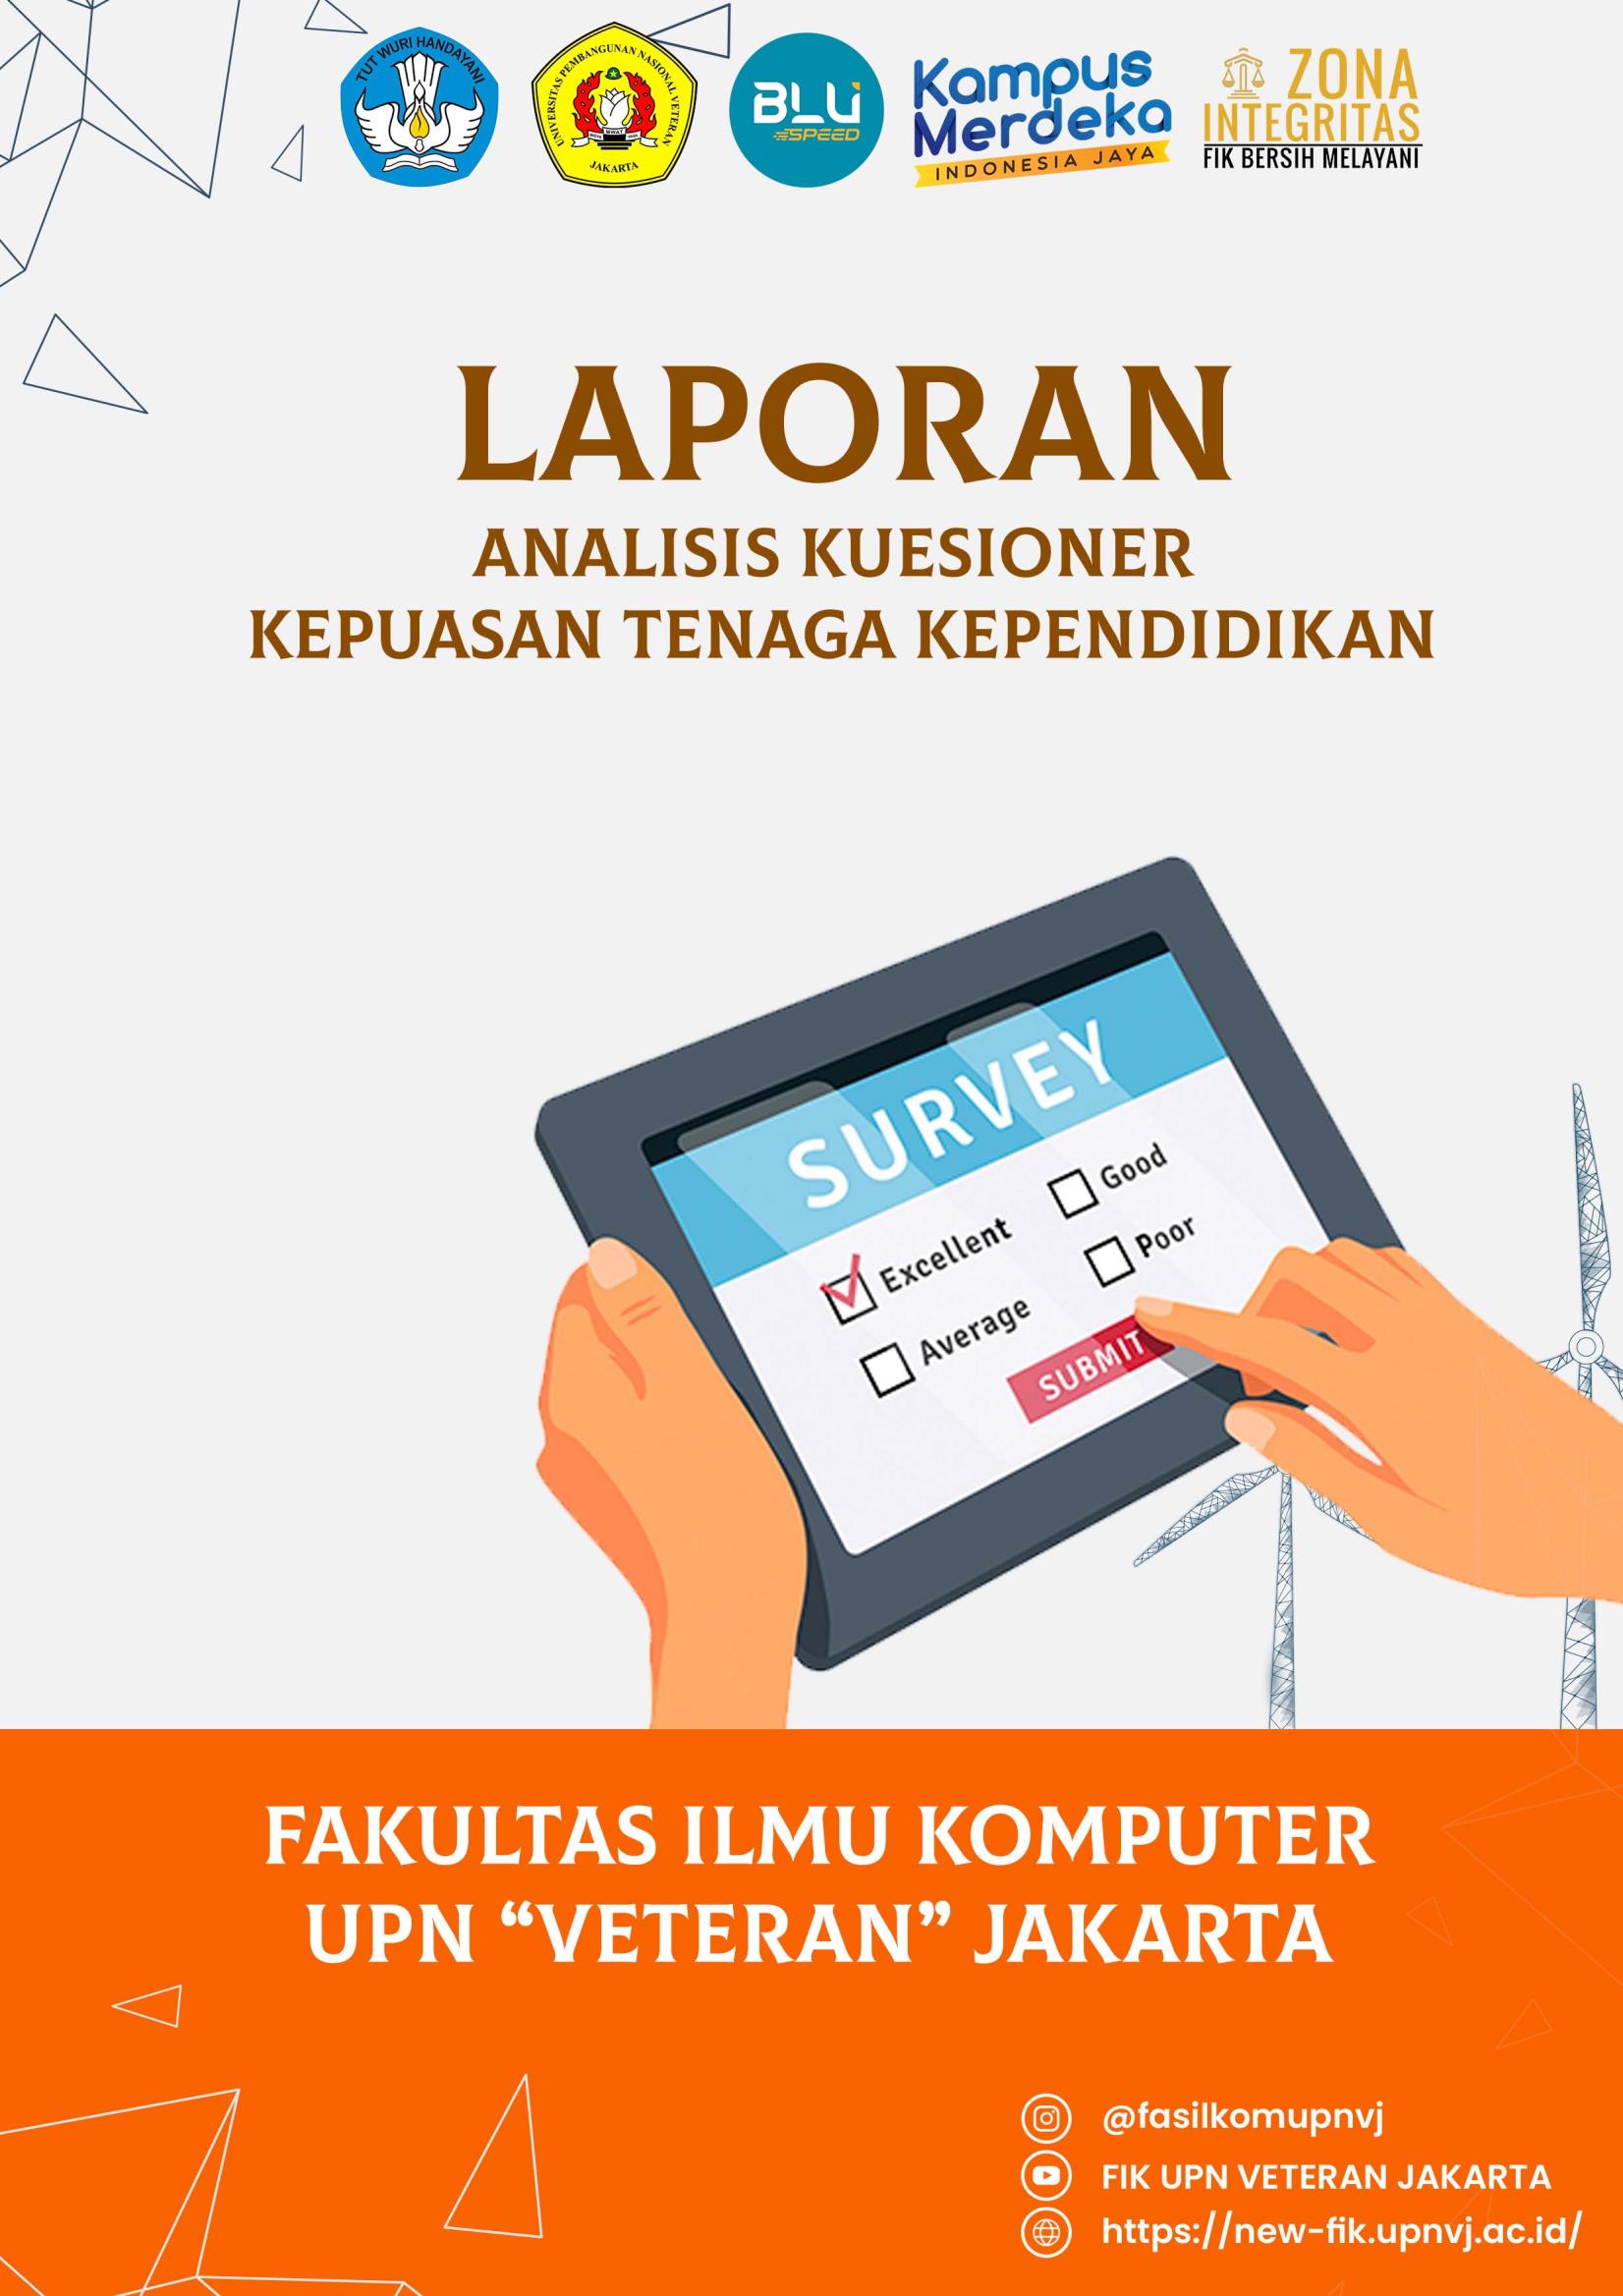 TUT WURI HANDAYANI
UNIVERSITAS PEMBANGUNAN NASIONAL VETERAN
JAKARTA
BLU
SPEED
Kampus
Merdeka
INDONESIA JAYA
ZONA
INTEGRITAS
FIK BERSIH MELAYANI
LAPORAN
ANALISIS KUESIONER
KEPUASAN TENAGA KEPENDIDIKAN
SURVEY
Excellent
Good
Average
Poor
SUBMIT
FAKULTAS ILMU KOMPUTER
UPN “VETERAN” JAKARTA
@fasilkomupnvj
FIK UPN VETERAN JAKARTA
https://new-fik.upnvj.ac.id/